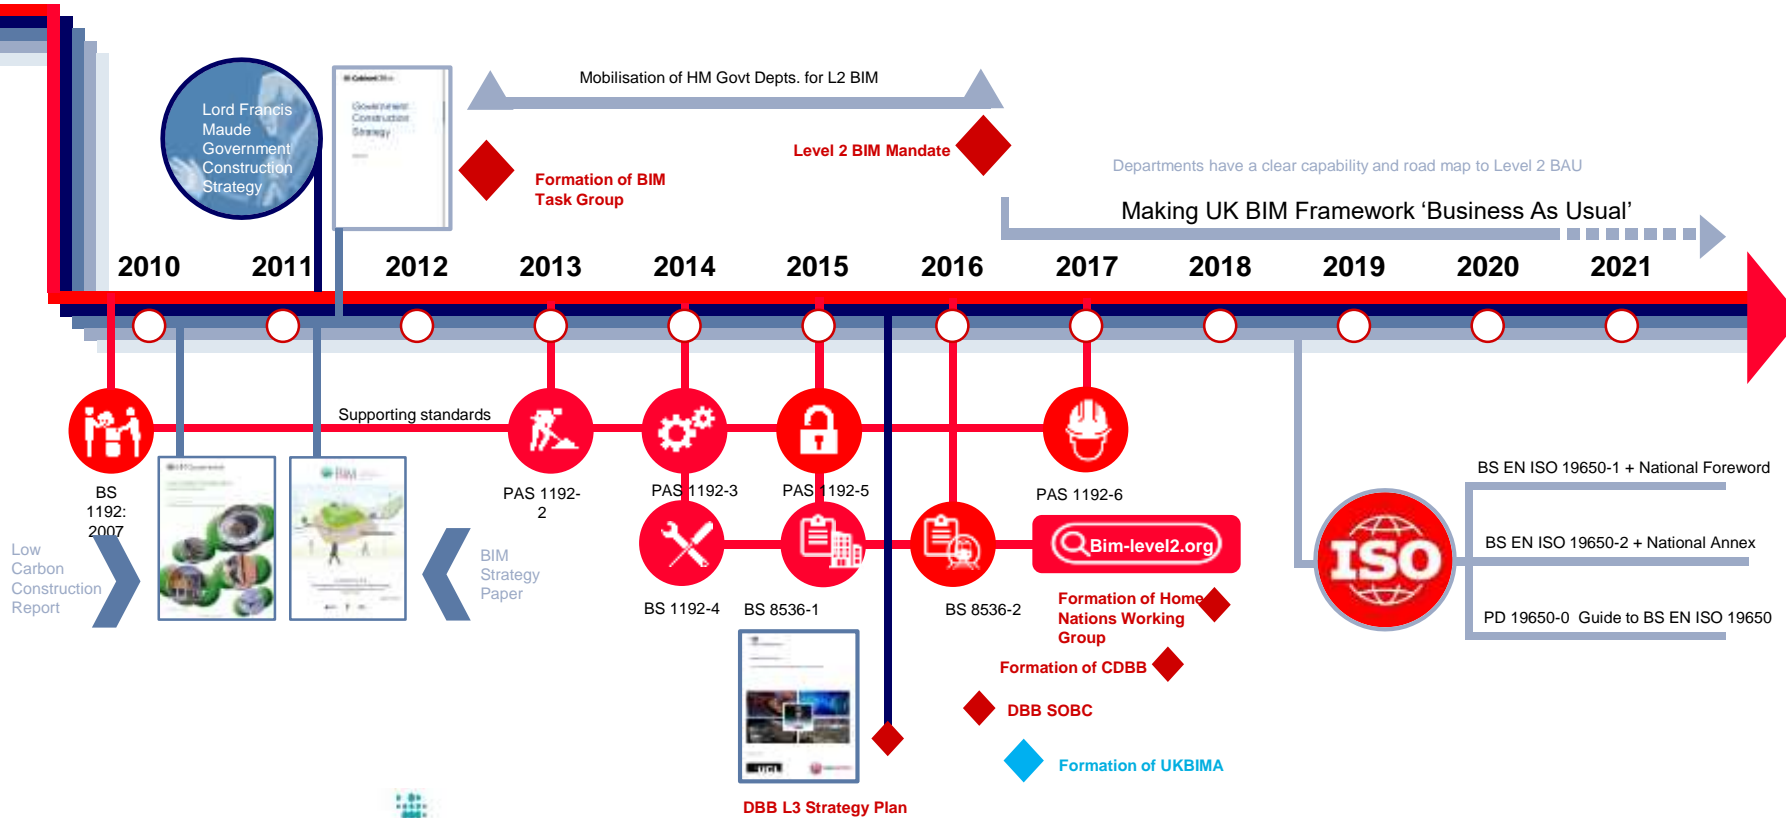 Lord Francis
Maude
Government
Construction
Strategy
Government
Construction
Strategy
Mobilisation of HM Govt Depts. for L2 BIM
Formation of BIM
Task Group
Level 2 BIM Mandate
Departments have a clear capability and road map to Level 2 BAU
Making UK BIM Framework ‘Business As Usual’
2010
2011
2012
2013
2014
2015
2016
2017
2018
2019
2020
2021
Supporting standards
BS
1192:
2007
PAS 1192-
2
PAS 1192-3
PAS 1192-5
PAS 1192-6
Low
Carbon
Construction
Report
BIM
BIM
Strategy
Paper
BS 1192-4
BS 8536-1
BS 8536-2
Bim-level2.org
Formation of Home
Nations Working
Group
Formation of CDBB
DBB SOBC
Formation of UKBIMA
UCL
DBB L3 Strategy Plan
ISO
BS EN ISO 19650-1 + National Foreword
BS EN ISO 19650-2 + National Annex
PD 19650-0 Guide to BS EN ISO 19650